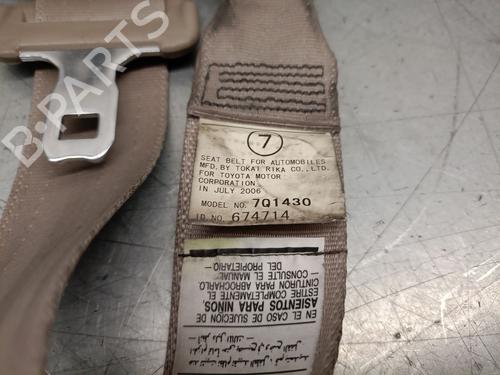 B-PARTS
7
SEAT BELT FOR AUTOMOBILES
MFD. BY TOKAI RIKA CO., LTD.
FOR TOYOTA MOTOR
CORPORATION
IN JULY 2006
MODEL NO. 7Q1430
ID. NO. 674714
EN EL CASO DE SUJECIÓN DE
ASIENTOS PARA NIÑOS,
ESTIRE COMPLETAMENTE EL
CINTURÓN PARA ABROCHARLO.
— CONSULTE EL MANUAL
DEL PROPIETARIO —